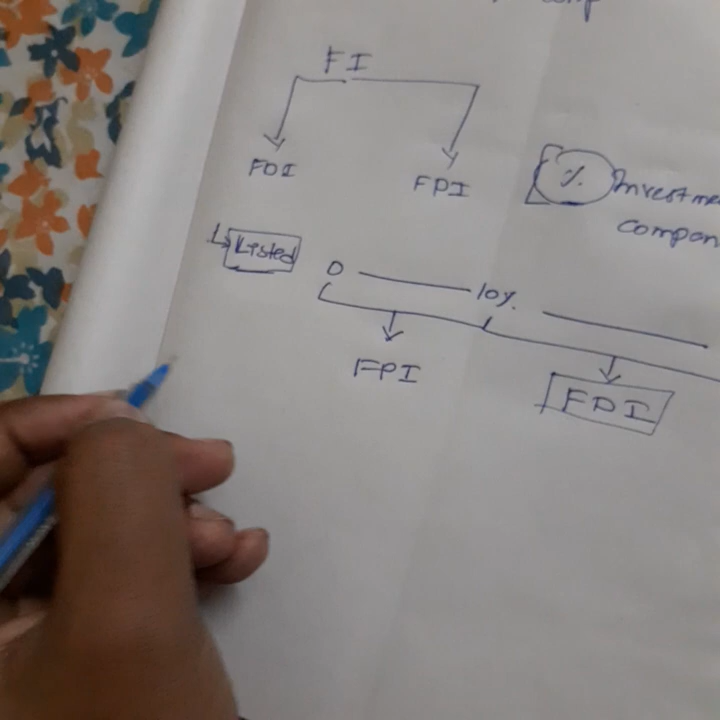 FI
FDI
FPI
% Investme
compan
↳ Listed
0 — 10%. —
FPI
FDI